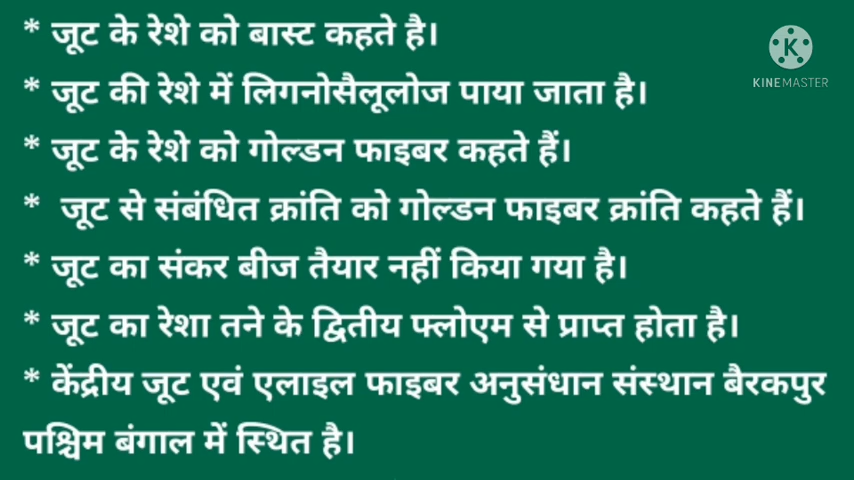 * जूट के रेशे को बास्ट कहते है।
K
KINEMASTER
* जूट की रेशे में लिगनोसैलूलोज पाया जाता है।
* जूट के रेशे को गोल्डन फाइबर कहते हैं।
* जूट से संबंधित क्रांति को गोल्डन फाइबर क्रांति कहते हैं।
* जूट का संकर बीज तैयार नहीं किया गया है।
* जूट का रेशा तने के द्वितीय फ्लोएम से प्राप्त होता है।
* केंद्रीय जूट एवं एलाइल फाइबर अनुसंधान संस्थान बैरकपुर
पश्चिम बंगाल में स्थित है।